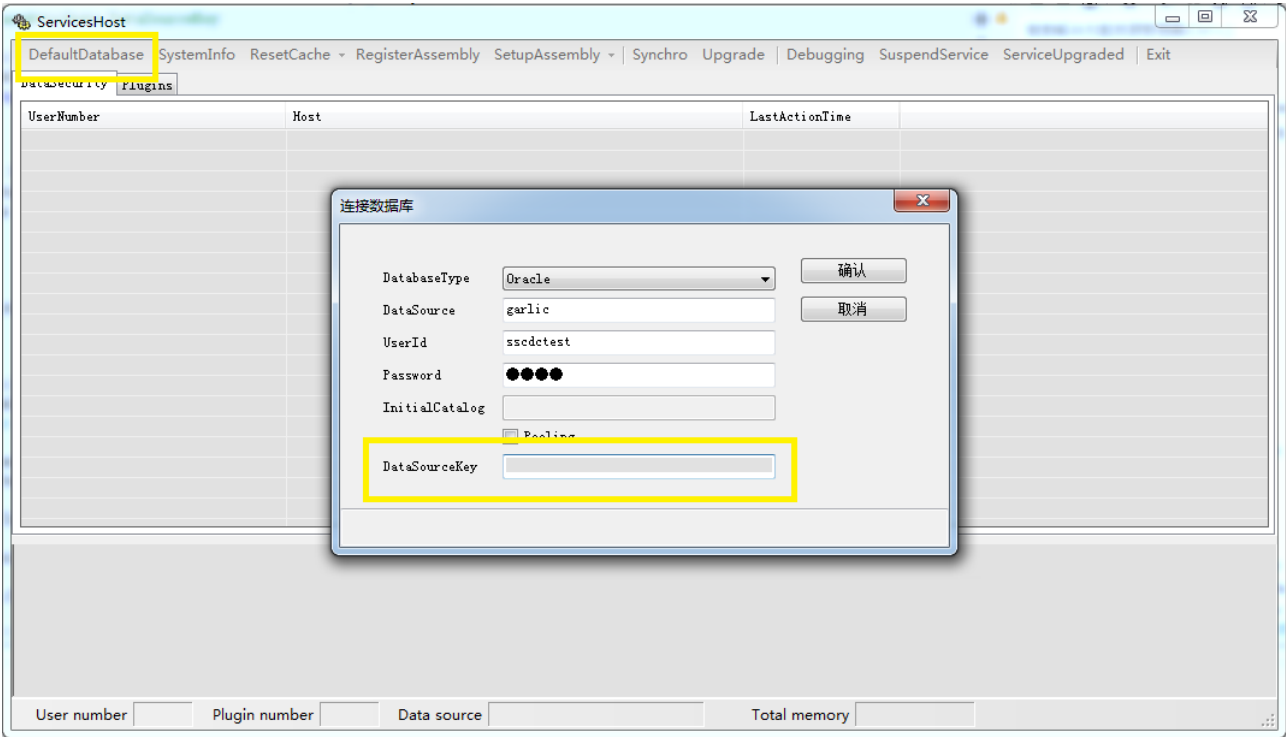 ServicesHost
DefaultDatabase SystemInfo ResetCache RegisterAssembly SetupAssembly Synchro Upgrade Debugging SuspendService ServiceUpgraded Exit
DataSecurity Plugins
UserNumber Host LastActionTime
连接数据库
DatabaseType Oracle 确认
DataSource garlic 取消
UserId sscdctest
Password ●●●●
InitialCatalog
Pooling
DataSourceKey
User number Plugin number Data source Total memory